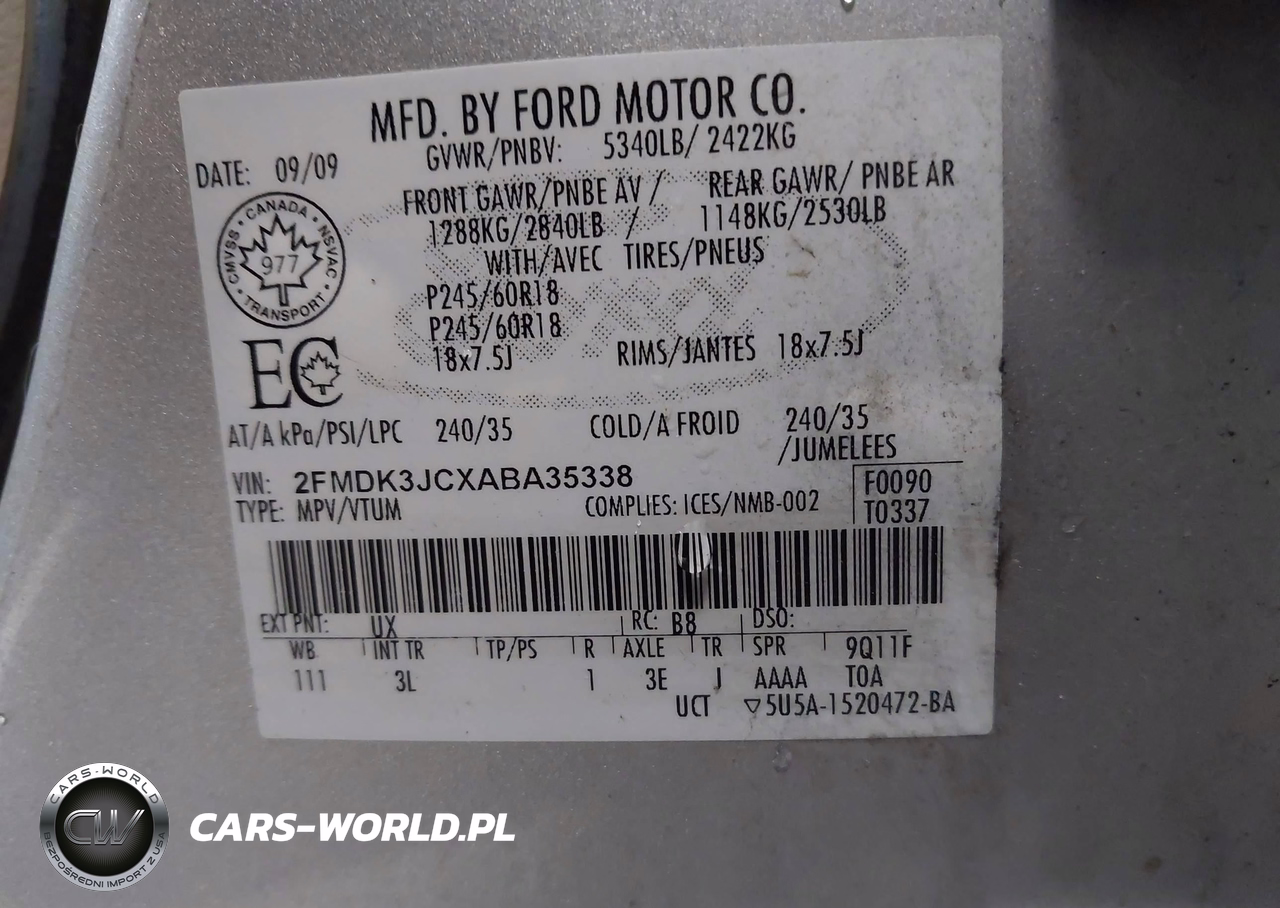 MFD. BY FORD MOTOR CO.
DATE: 09/09 GVWR/PNBV: 5340LB/ 2422KG
FRONT GAWR/PNBE AV / REAR GAWR/ PNBE AR
1288KG/2840LB / 1148KG/2530LB
WITH/AVEC TIRES/PNEUS
P245/60R18
P245/60R18
18x7.5J RIMS/JANTES 18x7.5J
CANADA • NSVAC • TRANSPORT • CMVSS •
977
EC
AT/A kPa/PSI/LPC 240/35 COLD/A FROID 240/35
/JUMELEES
VIN: 2FMDK3JCXABA35338 F0090
TYPE: MPV/VTUM COMPLIES: ICES/NMB-002 T0337
EXT PNT: UX RC: B8 DSO:
WB INT TR TP/PS R AXLE TR SPR 9Q11F
111 3L 1 3E J AAAA TOA
UCT ▽5U5A-1520472-BA
CARS-WORLD
CW
BEZPOŚREDNI IMPORT Z USA
CARS-WORLD.PL